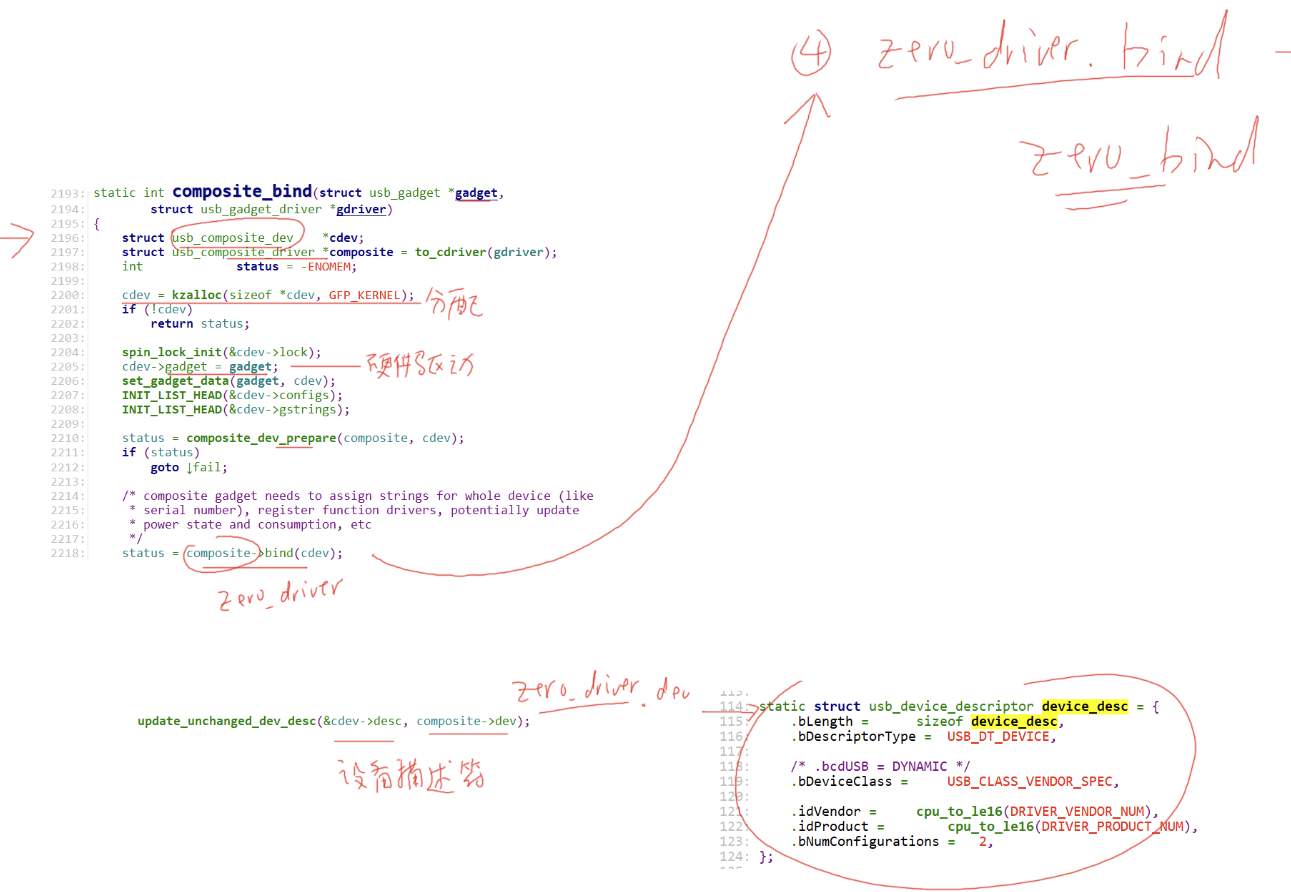 ④ zero_driver.bind -
zero_bind
2193: static int composite_bind(struct usb_gadget *gadget,
2194: struct usb_gadget_driver *gdriver)
2195: {
2196: struct usb_composite_dev *cdev;
2197: struct usb_composite_driver *composite = to_cdriver(gdriver);
2198: int status = -ENOMEM;
2199:
2200: cdev = kzalloc(sizeof *cdev, GFP_KERNEL); 分配
2201: if (!cdev)
2202: return status;
2203:
2204: spin_lock_init(&cdev->lock);
2205: cdev->gadget = gadget; 硬件驱动
2206: set_gadget_data(gadget, cdev);
2207: INIT_LIST_HEAD(&cdev->configs);
2208: INIT_LIST_HEAD(&cdev->gstrings);
2209:
2210: status = composite_dev_prepare(composite, cdev);
2211: if (status)
2212: goto ↓fail;
2213:
2214: /* composite gadget needs to assign strings for whole device (like
2215: * serial number), register function drivers, potentially update
2216: * power state and consumption, etc
2217: */
2218: status = composite->bind(cdev);
zero_driver
zero_driver.dev
update_unchanged_dev_desc(&cdev->desc, composite->dev);
设备描述符
114: static struct usb_device_descriptor device_desc = {
115: .bLength = sizeof device_desc,
116: .bDescriptorType = USB_DT_DEVICE,
117:
118: /* .bcdUSB = DYNAMIC */
119: .bDeviceClass = USB_CLASS_VENDOR_SPEC,
120:
121: .idVendor = cpu_to_le16(DRIVER_VENDOR_NUM),
122: .idProduct = cpu_to_le16(DRIVER_PRODUCT_NUM),
123: .bNumConfigurations = 2,
124: };